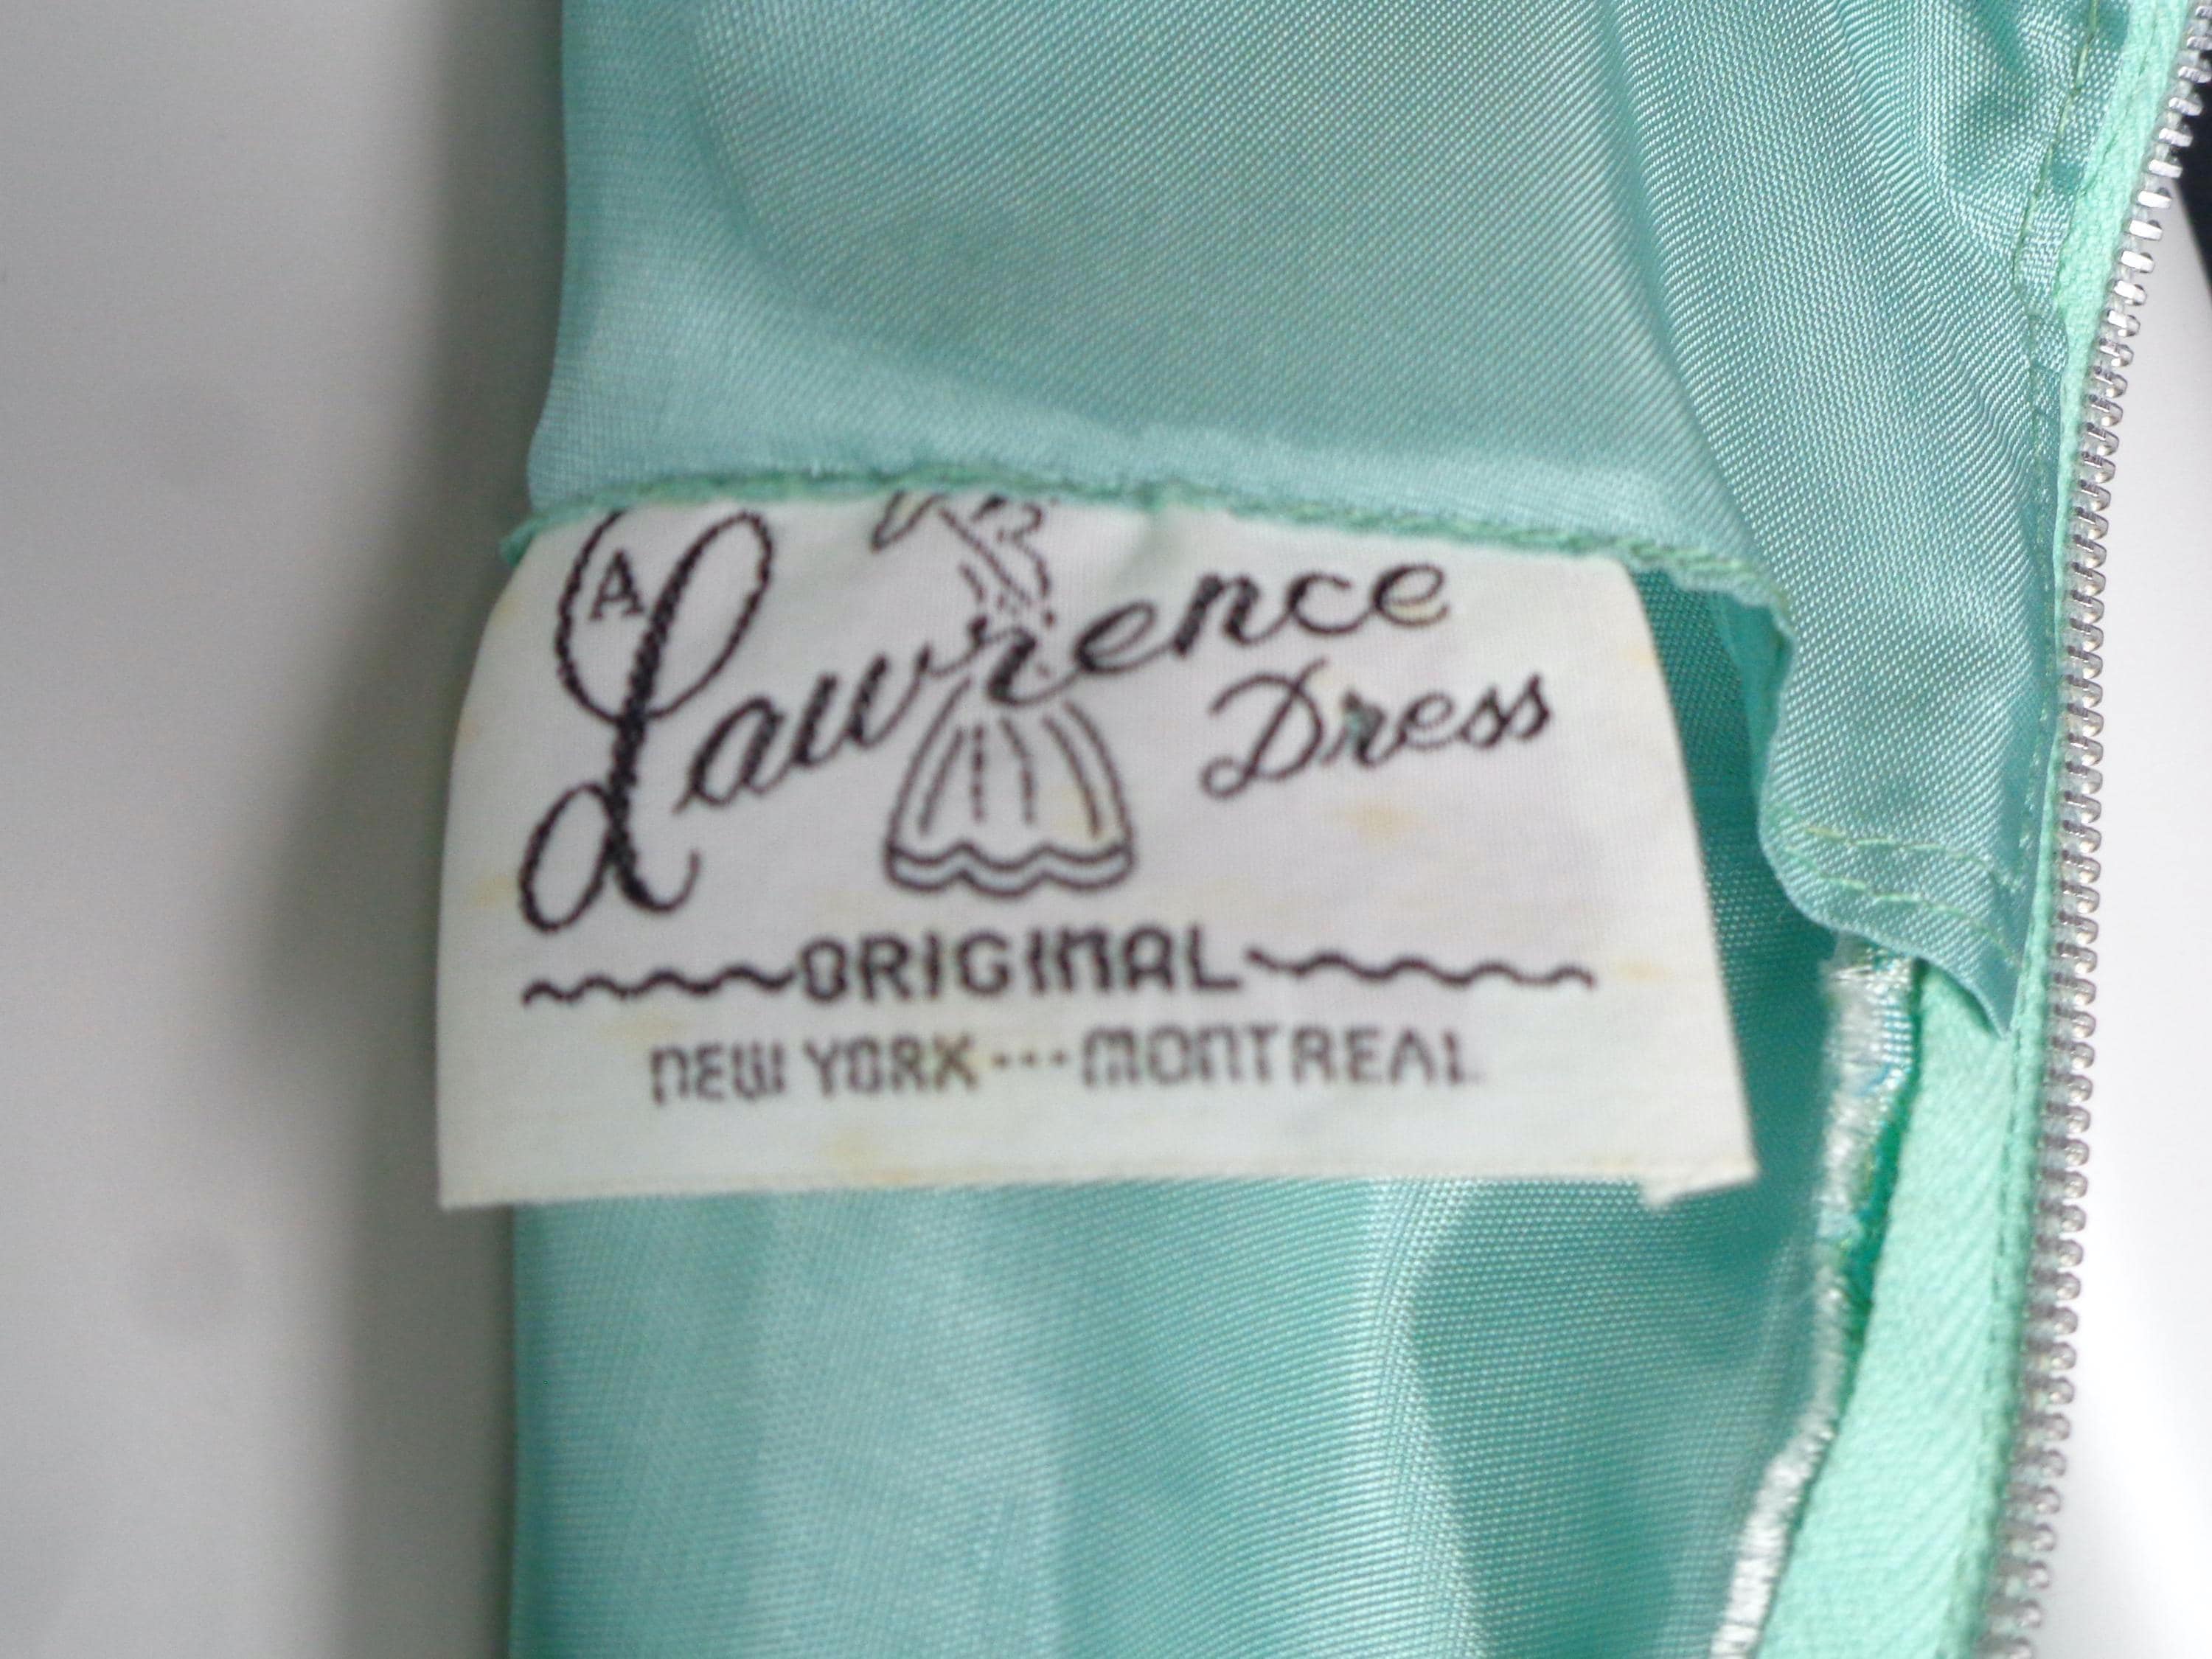 A Lawrence
Dress
ORIGINAL
NEW YORK---MONTREAL